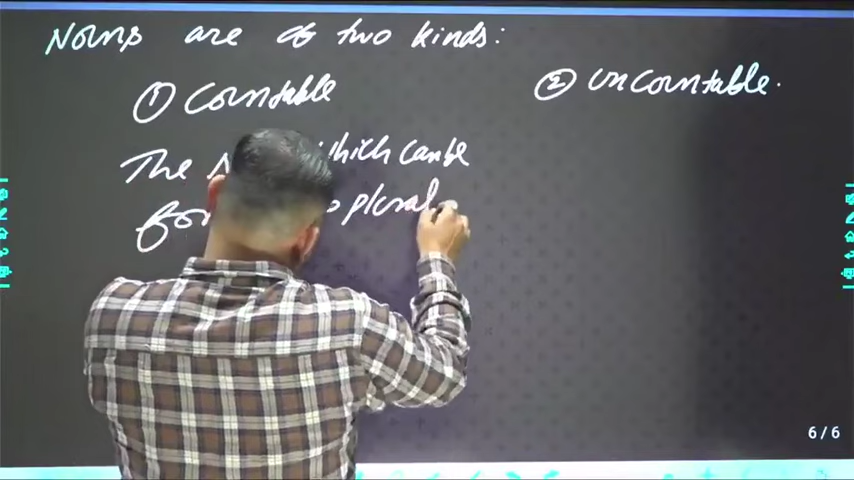 Nouns are of two kinds:
① Countable
② Uncountable.
The which can be
plural
6/6